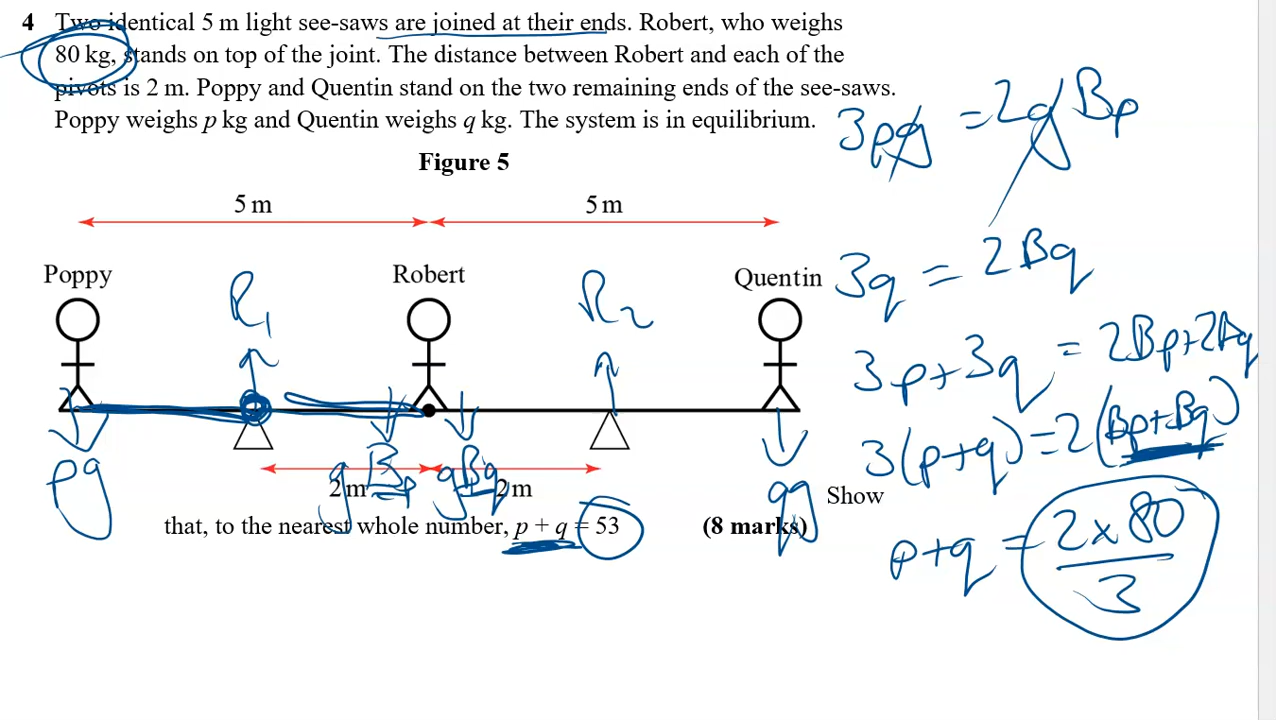 4 Two identical 5 m light see-saws are joined at their ends. Robert, who weighs
80 kg, stands on top of the joint. The distance between Robert and each of the
pivots is 2 m. Poppy and Quentin stand on the two remaining ends of the see-saws.
Poppy weighs p kg and Quentin weighs q kg. The system is in equilibrium.
3pg = 2g Bp
Figure 5
5 m 5 m
Poppy Robert Quentin
R1 R2
3q = 2Bq
3p+3q = 2Bp+2Bq
3(p+q) = 2(Bp+Bq)
pg gBp gBq qg
2 m 2 m
Show
that, to the nearest whole number, p + q = 53 (8 marks)
p+q = 2 x 80
3